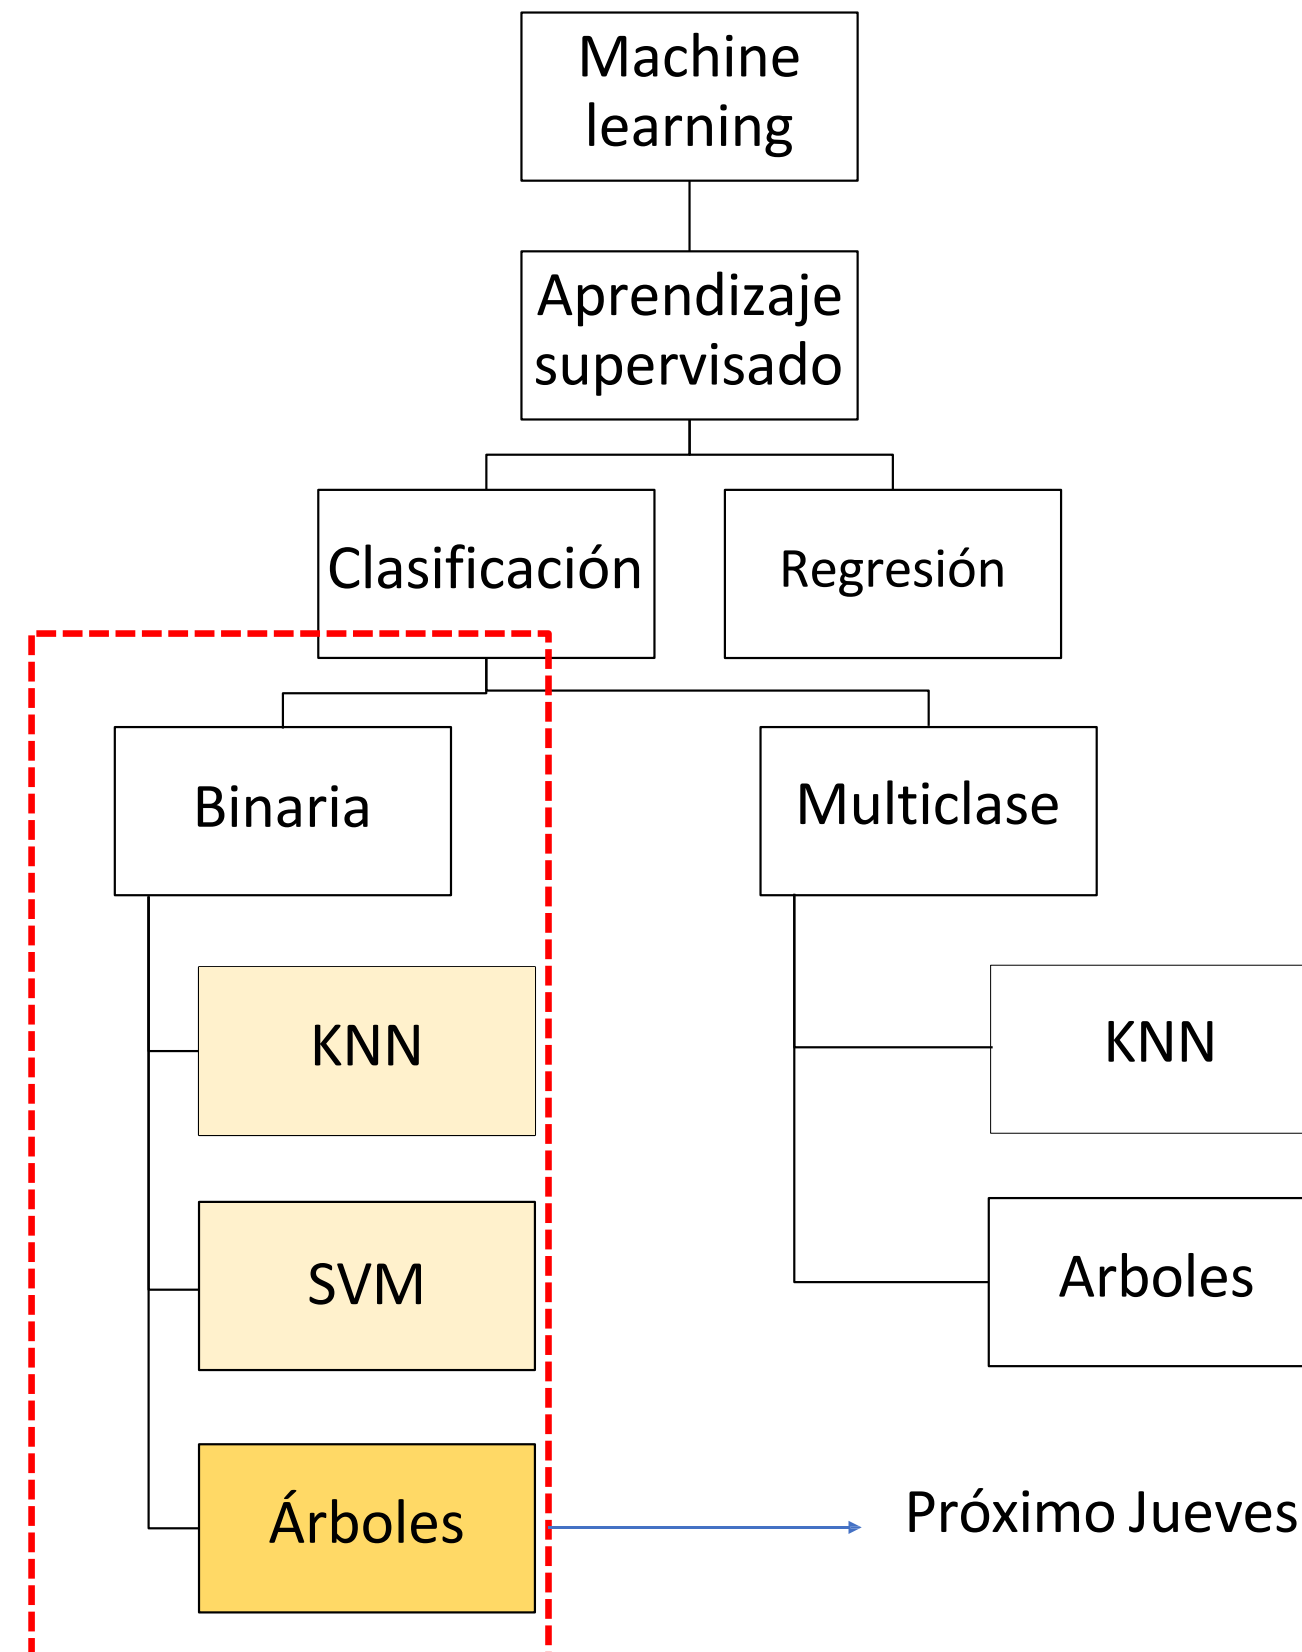 Machine
learning
Aprendizaje
supervisado
Clasificación
Regresión
Binaria
Multiclase
KNN
KNN
SVM
Arboles
Árboles
Próximo Jueves